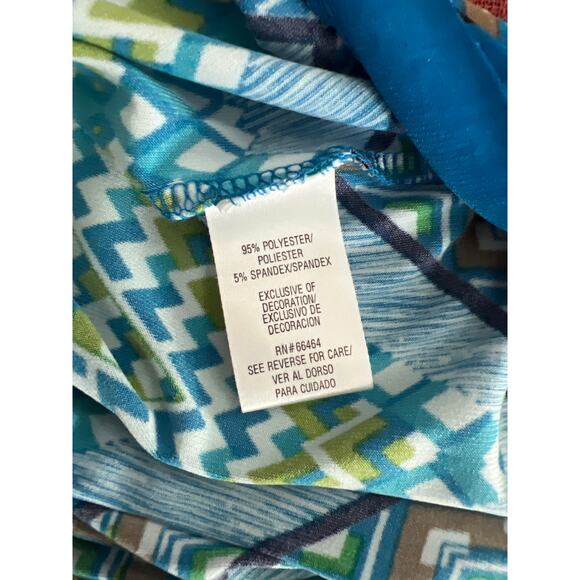 95% POLYESTER/
POLIESTER
5% SPANDEX/SPANDEX
EXCLUSIVE OF
DECORATION/
EXCLUSIVO DE
DECORACION
RN# 66464
SEE REVERSE FOR CARE/
VER AL DORSO
PARA CUIDADO